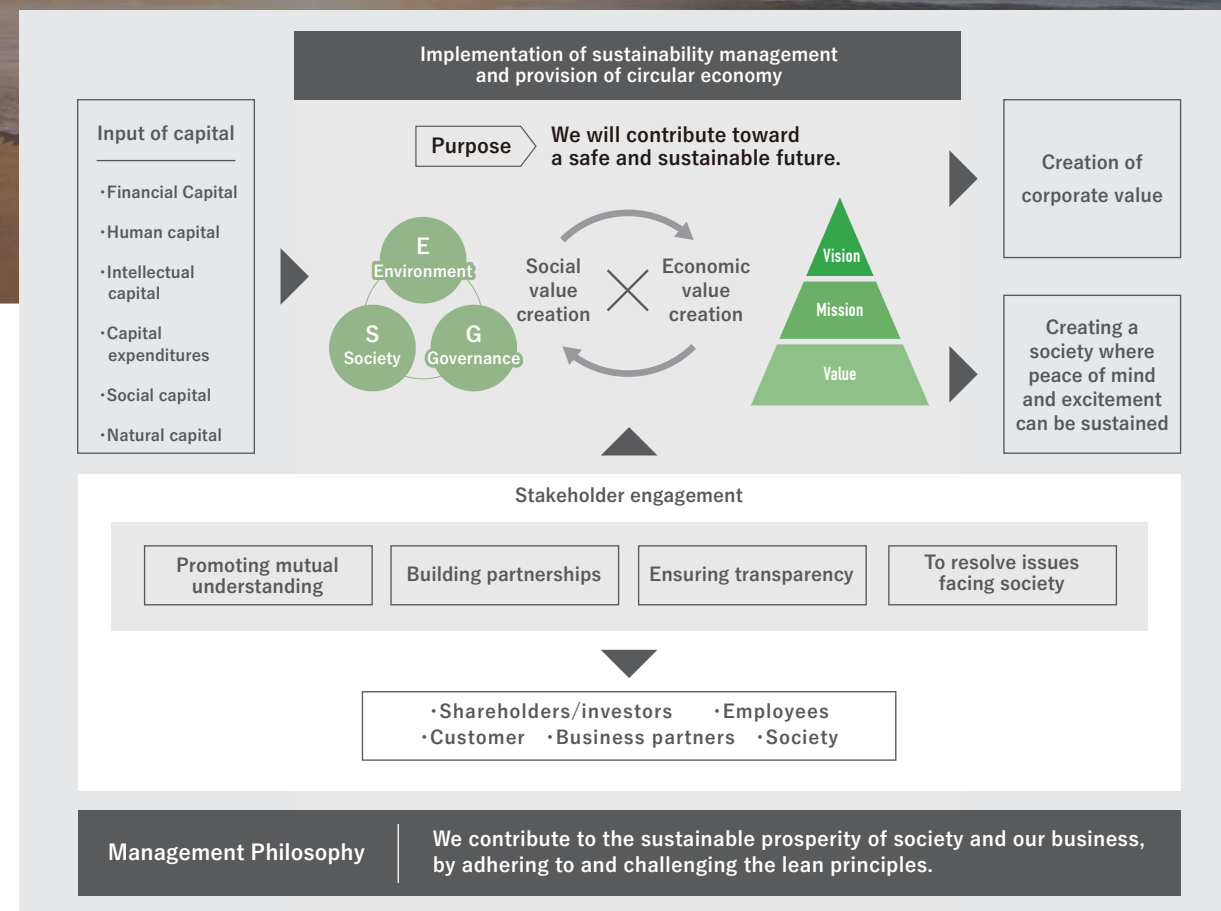 Implementation of sustainability management
and provision of circular economy
Input of capital
・Financial Capital
・Human capital
・Intellectual
capital
・Capital
expenditures
・Social capital
・Natural capital
Purpose
We will contribute toward
a safe and sustainable future.
E
Environment
S
Society
G
Governance
Social
value
creation
Economic
value
creation
Vision
Mission
Value
Creation of
corporate value
Creating a
society where
peace of mind
and excitement
can be sustained
Stakeholder engagement
Promoting mutual
understanding
Building partnerships
Ensuring transparency
To resolve issues
facing society
・Shareholders/investors ・Employees
・Customer ・Business partners ・Society
Management Philosophy
We contribute to the sustainable prosperity of society and our business,
by adhering to and challenging the lean principles.